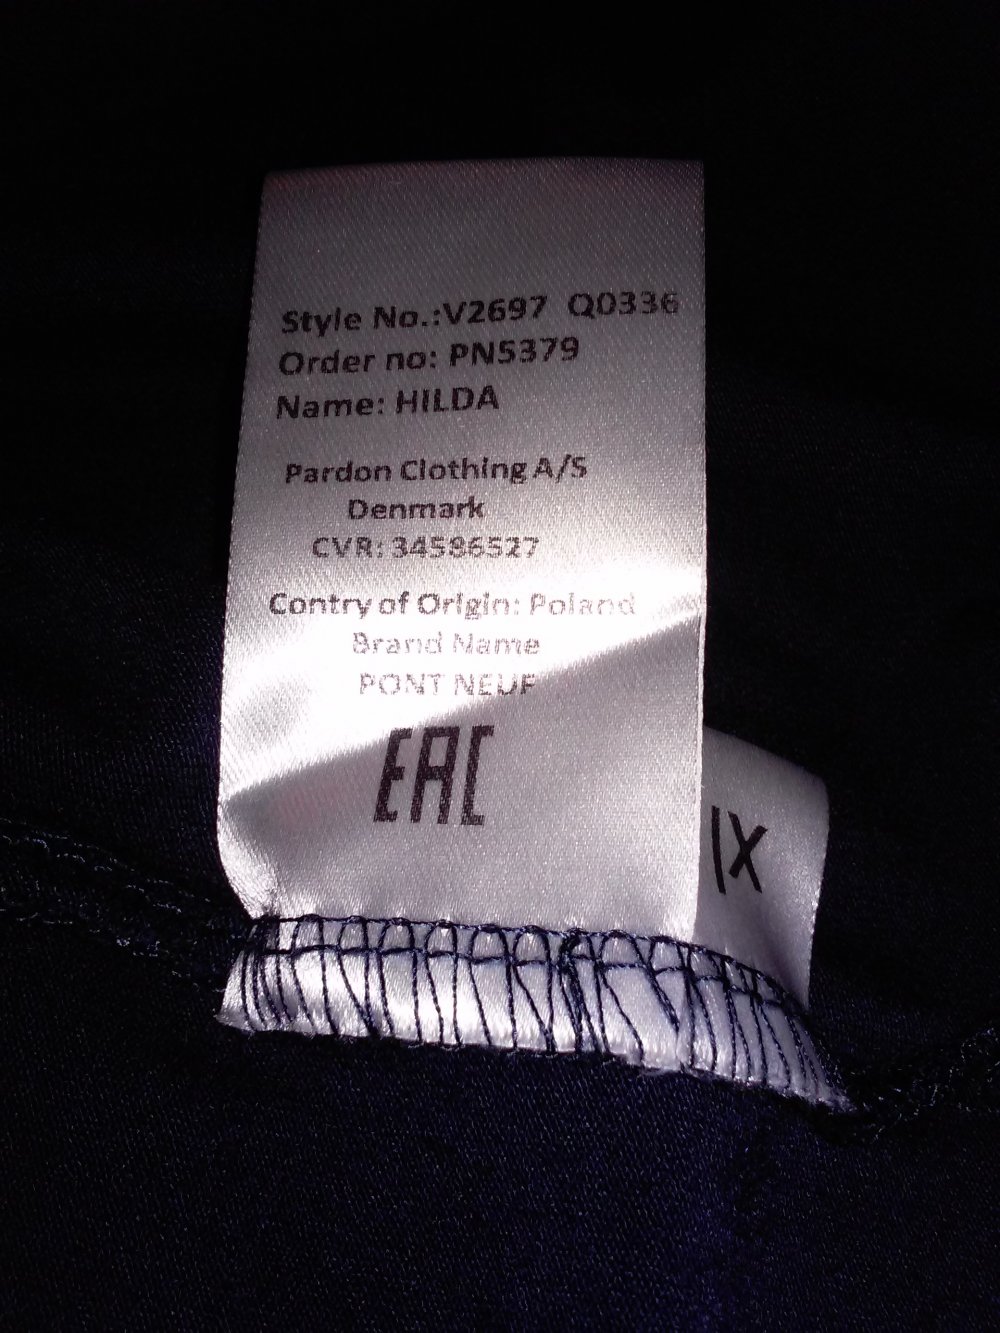 Style No.:V2697 Q0336
Order no: PN5379
Name: HILDA
Pardon Clothing A/S
Denmark
CVR: 34586527
Contry of Origin: Poland
Brand Name
PONT NEUF
EAC